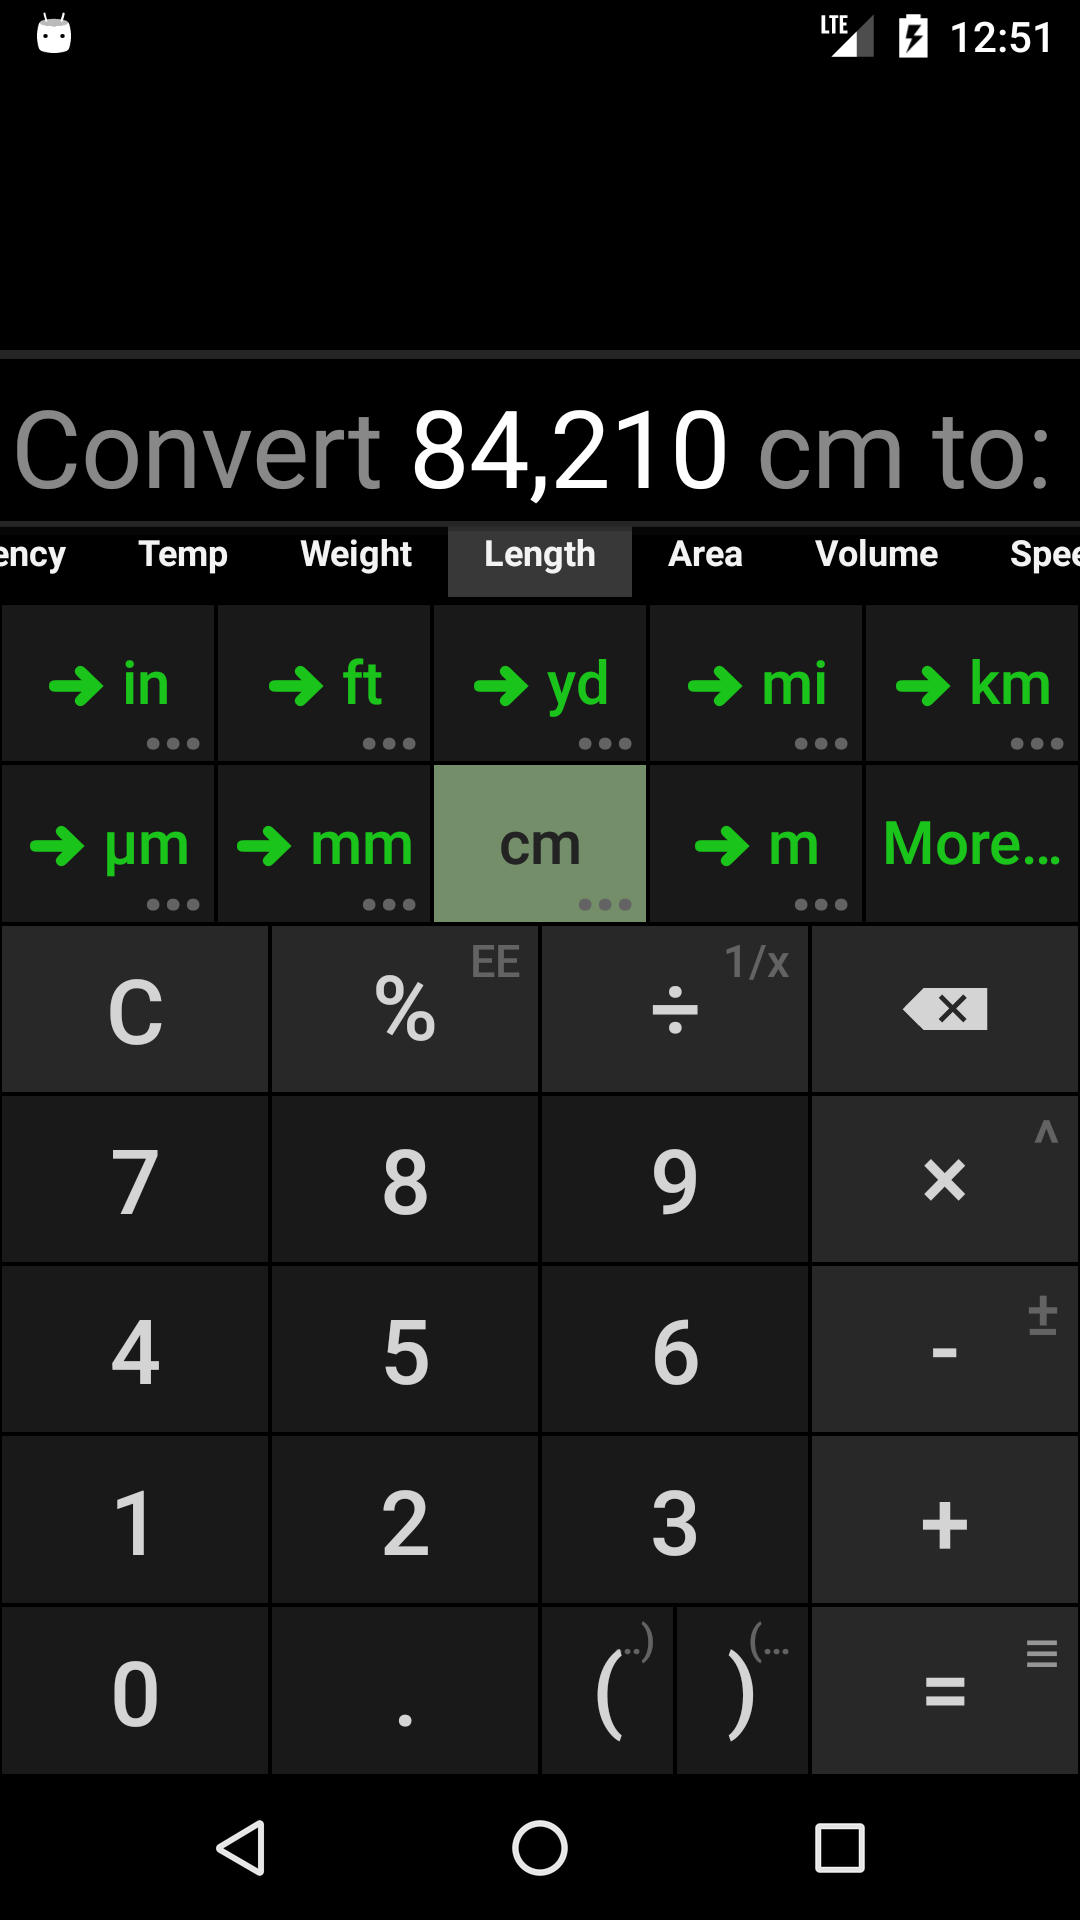 LTE 12:51
Convert 84,210 cm to:
ency Temp Weight Length Area Volume Spee
→ in → ft → yd → mi → km
→ µm → mm cm → m More...
C % EE ÷ 1/x
7 8 9 × ^
4 5 6 - ±
1 2 3 +
0 . ( ..) ) (... =